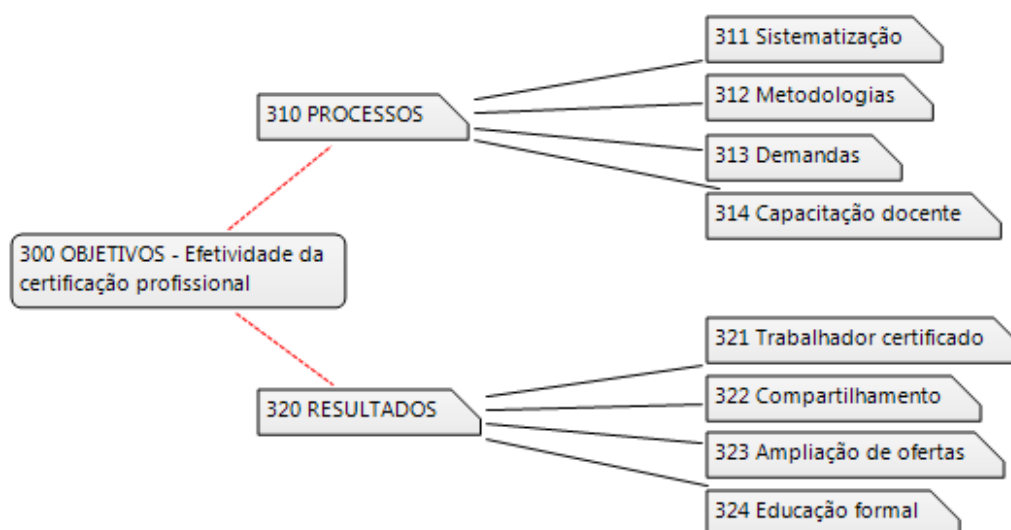 300 OBJETIVOS - Efetividade da
certificação profissional
310 PROCESSOS
311 Sistematização
312 Metodologias
313 Demandas
314 Capacitação docente
320 RESULTADOS
321 Trabalhador certificado
322 Compartilhamento
323 Ampliação de ofertas
324 Educação formal